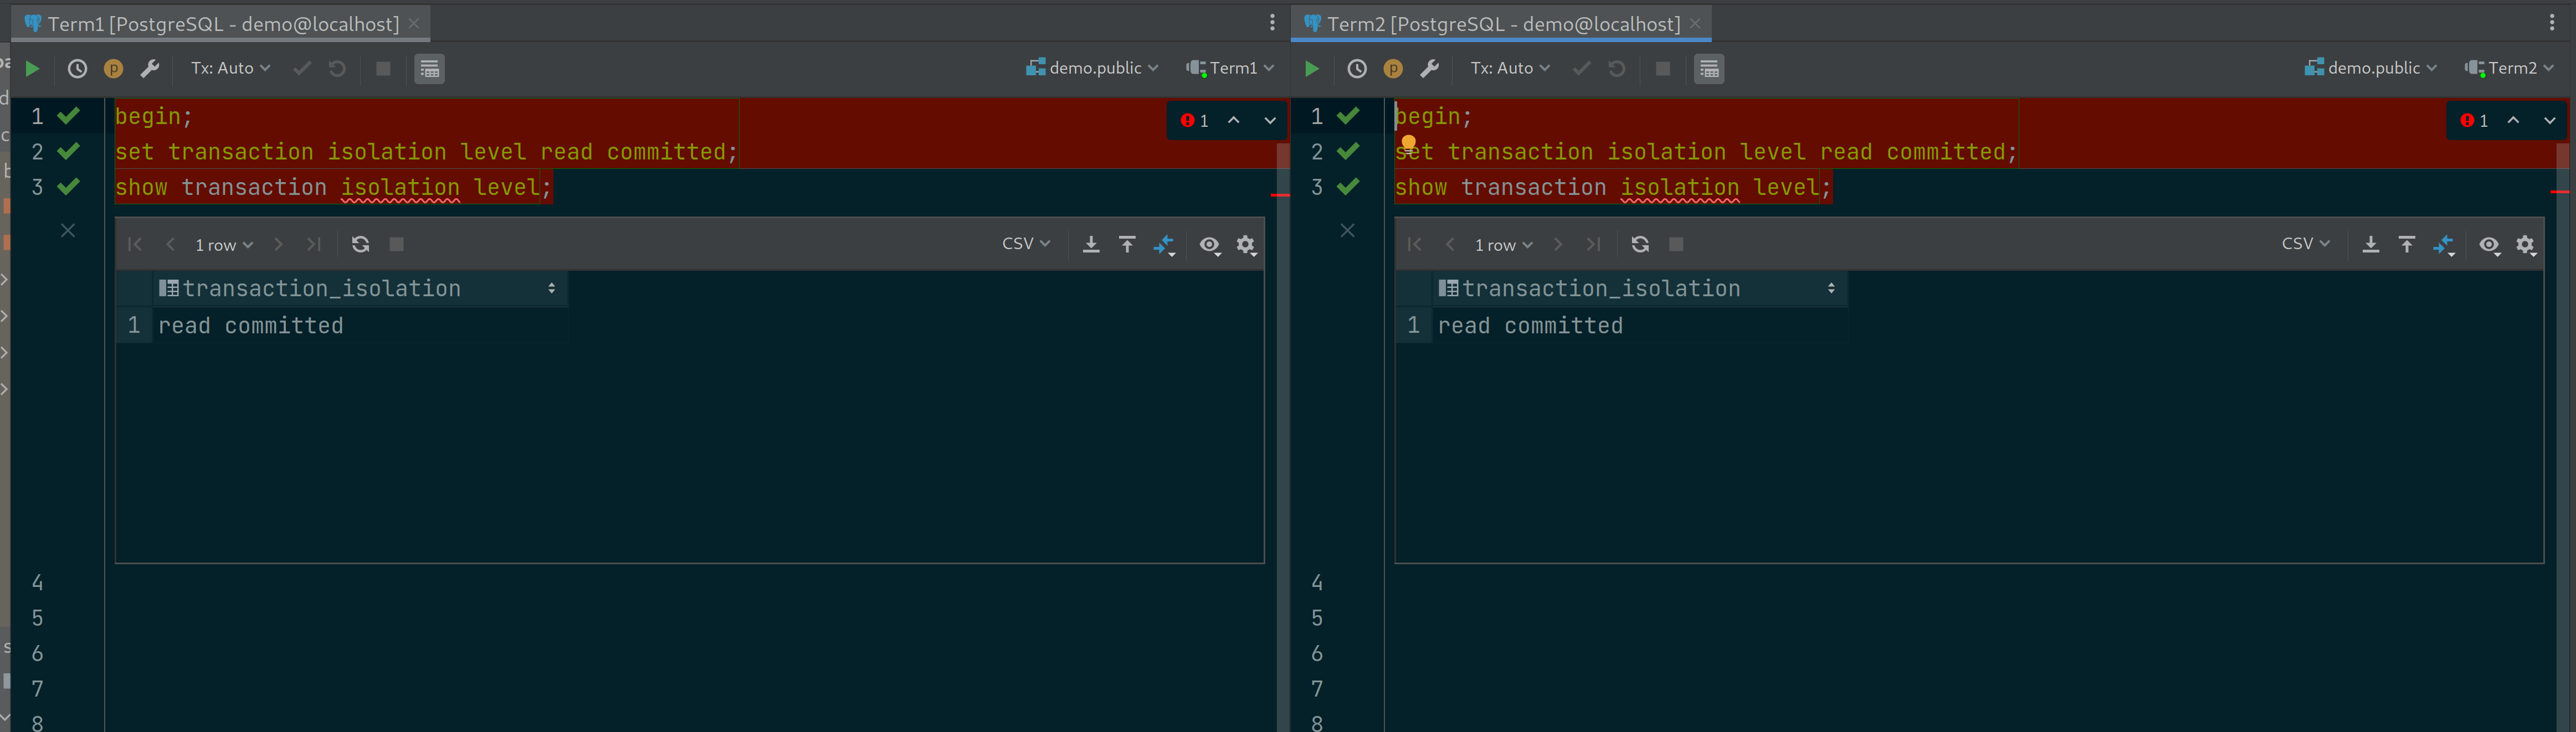 Term1 [PostgreSQL - demo@localhost]
Tx: Auto
demo.public
Term1
1 begin;
2 set transaction isolation level read committed;
3 show transaction isolation level;
1
1 row
CSV
transaction_isolation
1 read committed
4
5
6
7
8
Term2 [PostgreSQL - demo@localhost]
Tx: Auto
demo.public
Term2
1 begin;
2 set transaction isolation level read committed;
3 show transaction isolation level;
1
1 row
CSV
transaction_isolation
1 read committed
4
5
6
7
8